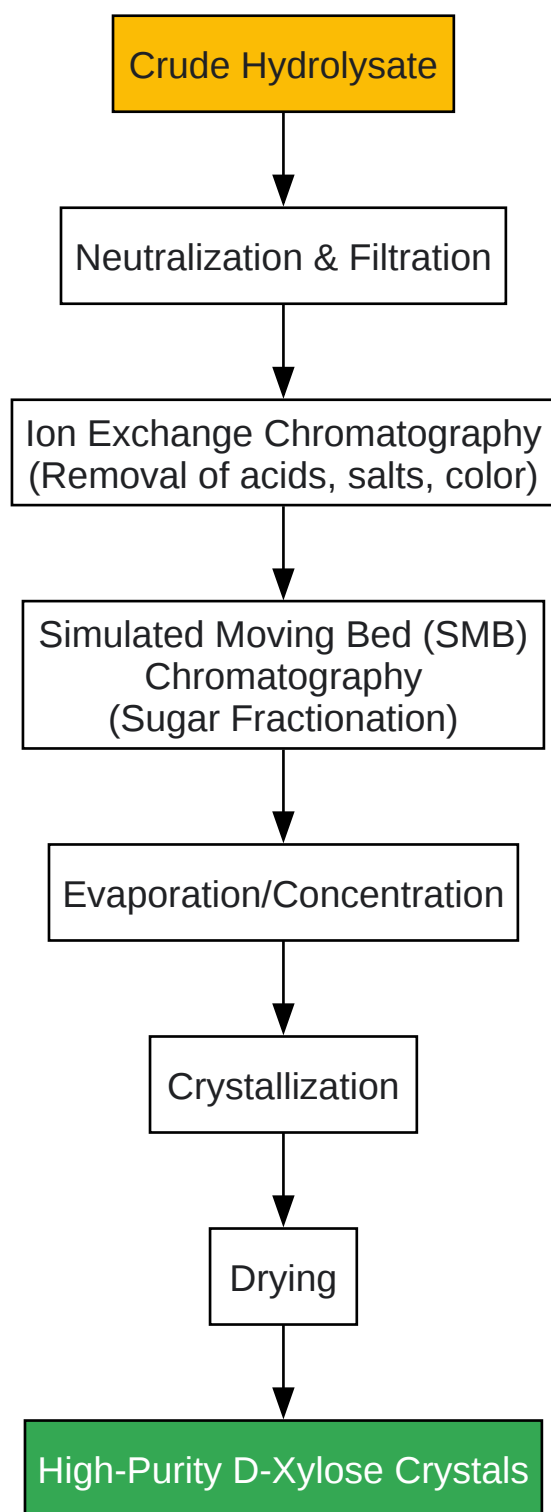 Crude Hydrolysate
Neutralization & Filtration
Ion Exchange Chromatography
(Removal of acids, salts, color)
Simulated Moving Bed (SMB)
Chromatography
(Sugar Fractionation)
Evaporation/Concentration
Crystallization
Drying
High-Purity D-Xylose Crystals